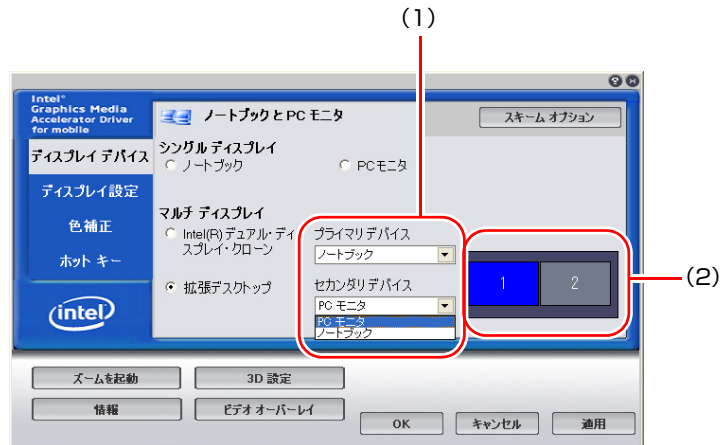 (1)
Intel®
Graphics Media
Accelerator Driver
for mobile
ノートブックと PC モニタ
スキーム オプション
ディスプレイ デバイス
ディスプレイ設定
色補正
ホット キー
intel
シングル ディスプレイ
ノートブック
PCモニタ
マルチ ディスプレイ
Intel(R) デュアル・ディ
スプレイ・クローン
拡張デスクトップ
プライマリ デバイス
ノートブック
セカンダリ デバイス
PC モニタ
PC モニタ
ノートブック
1
2
(2)
ズームを起動
3D 設定
情報
ビデオ オーバーレイ
OK
キャンセル
適用